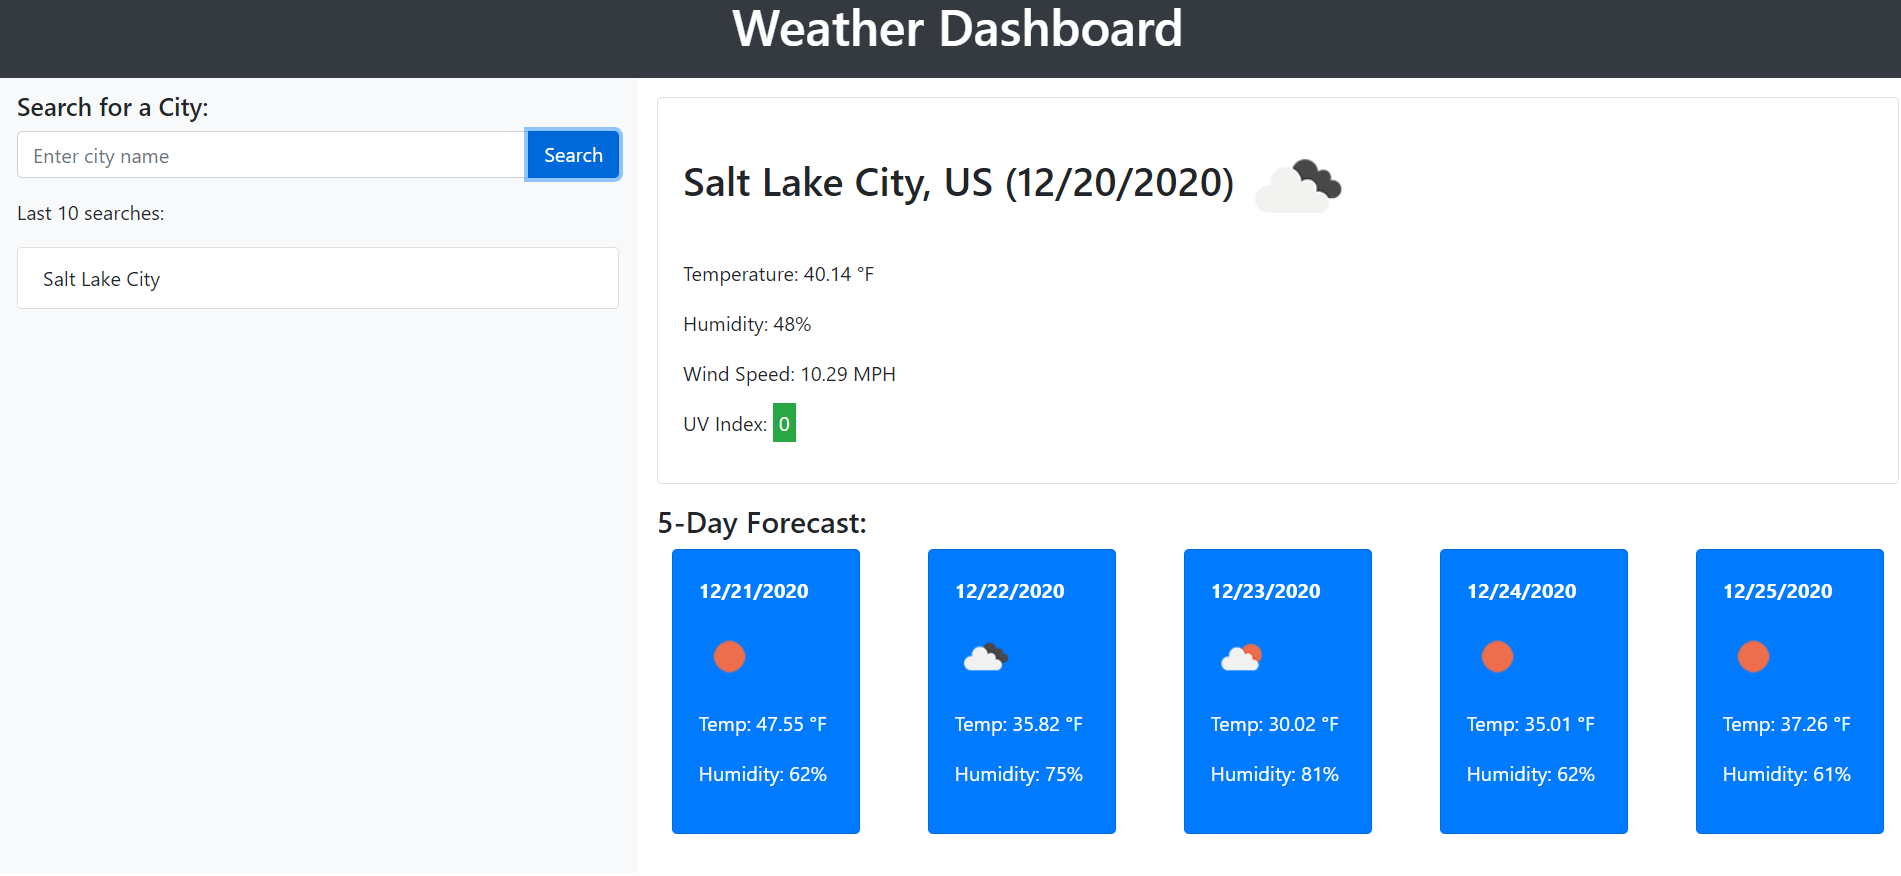 Weather Dashboard
Search for a City:
Enter city name
Search
Last 10 searches:
Salt Lake City
Salt Lake City, US (12/20/2020)
Temperature: 40.14 °F
Humidity: 48%
Wind Speed: 10.29 MPH
UV Index: 0
5-Day Forecast:
12/21/2020
Temp: 47.55 °F
Humidity: 62%
12/22/2020
Temp: 35.82 °F
Humidity: 75%
12/23/2020
Temp: 30.02 °F
Humidity: 81%
12/24/2020
Temp: 35.01 °F
Humidity: 62%
12/25/2020
Temp: 37.26 °F
Humidity: 61%